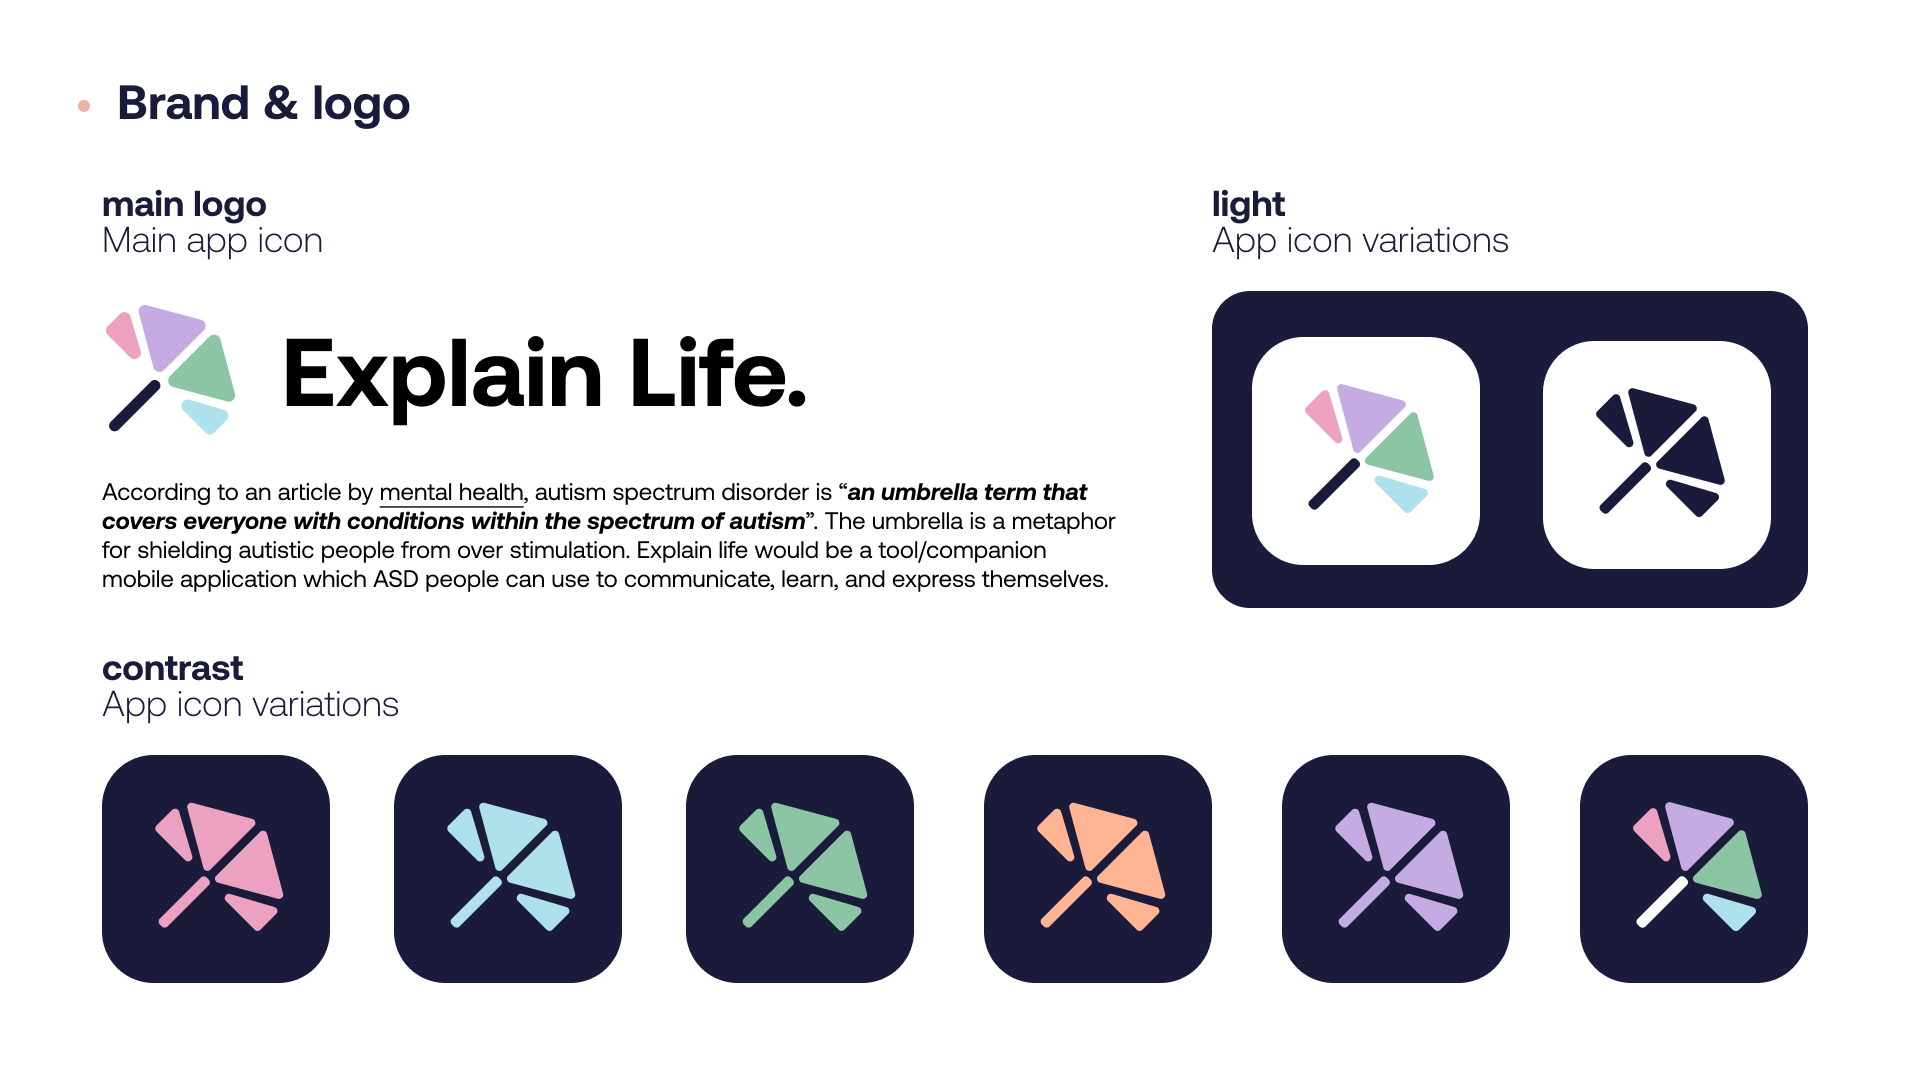 Brand & logo
main logo
Main app icon
Explain Life.
According to an article by mental health, autism spectrum disorder is “an umbrella term that
covers everyone with conditions within the spectrum of autism”. The umbrella is a metaphor
for shielding autistic people from over stimulation. Explain life would be a tool/companion
mobile application which ASD people can use to communicate, learn, and express themselves.
light
App icon variations
contrast
App icon variations